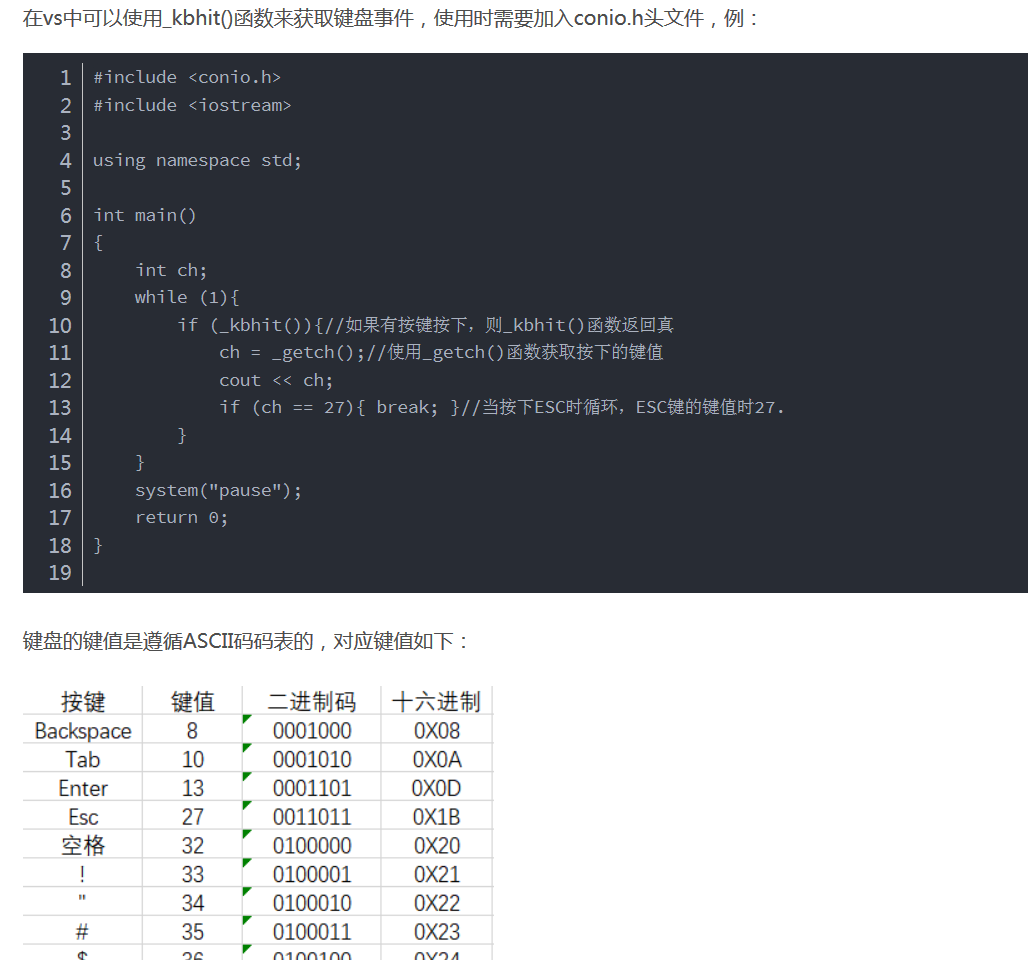 在vs中可以使用_kbhit()函数来获取键盘事件，使用时需要加入conio.h头文件，例：
1 #include <conio.h>
2 #include <iostream>
3
4 using namespace std;
5
6 int main()
7 {
8     int ch;
9     while (1){
10         if (_kbhit()){//如果有按键按下，则_kbhit()函数返回真
11             ch = _getch();//使用_getch()函数获取按下的键值
12             cout << ch;
13             if (ch == 27){ break; }//当按下ESC时循环，ESC键的键值时27.
14         }
15     }
16     system("pause");
17     return 0;
18 }
19
键盘的键值是遵循ASCII码码表的，对应键值如下：
按键 键值 二进制码 十六进制
Backspace 8 0001000 0X08
Tab 10 0001010 0X0A
Enter 13 0001101 0X0D
Esc 27 0011011 0X1B
空格 32 0100000 0X20
! 33 0100001 0X21
" 34 0100010 0X22
# 35 0100011 0X23
$ 36 0100100 0X24